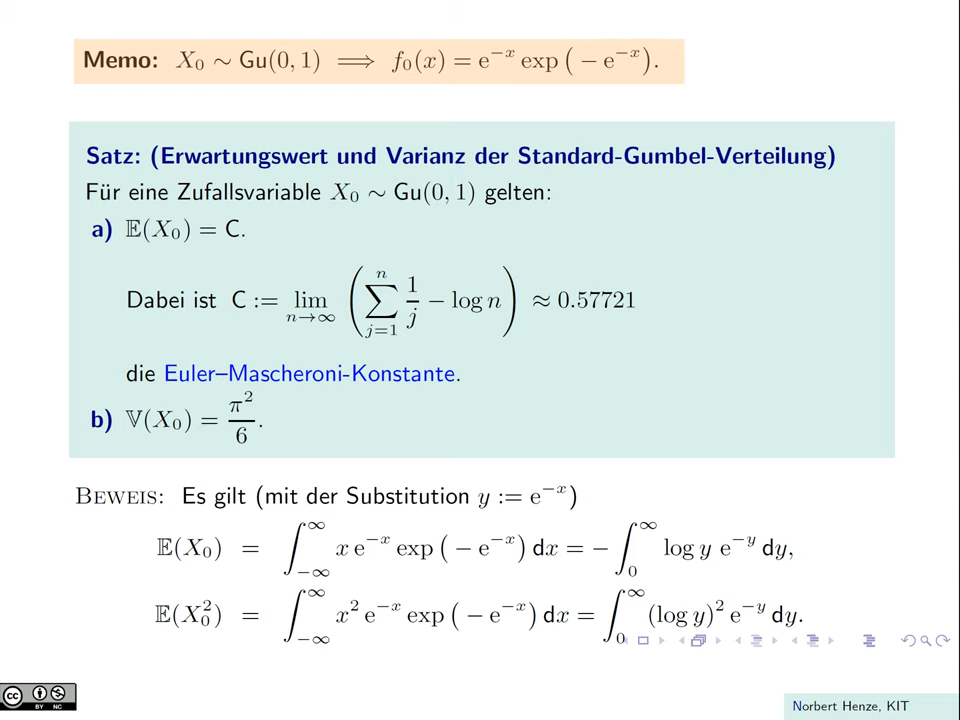 Memo: X₀ ∼ Gu(0, 1) ⟹ f₀(x) = e⁻ˣ exp ( − e⁻ˣ).
Satz: (Erwartungswert und Varianz der Standard-Gumbel-Verteilung)
Für eine Zufallsvariable X₀ ∼ Gu(0, 1) gelten:
a) 𝔼(X₀) = C.
Dabei ist C := lim_{n→∞} ( ∑_{j=1}^{n} 1/j − log n ) ≈ 0.57721
die Euler–Mascheroni-Konstante.
b) 𝕍(X₀) = π²/6.
BEWEIS: Es gilt (mit der Substitution y := e⁻ˣ)
𝔼(X₀) = ∫_{−∞}^{∞} x e⁻ˣ exp ( − e⁻ˣ) dx = − ∫_{0}^{∞} log y e⁻ʸ dy,
𝔼(X₀²) = ∫_{−∞}^{∞} x² e⁻ˣ exp ( − e⁻ˣ) dx = ∫_{0}^{∞} (log y)² e⁻ʸ dy.
cc BY NC
Norbert Henze, KIT